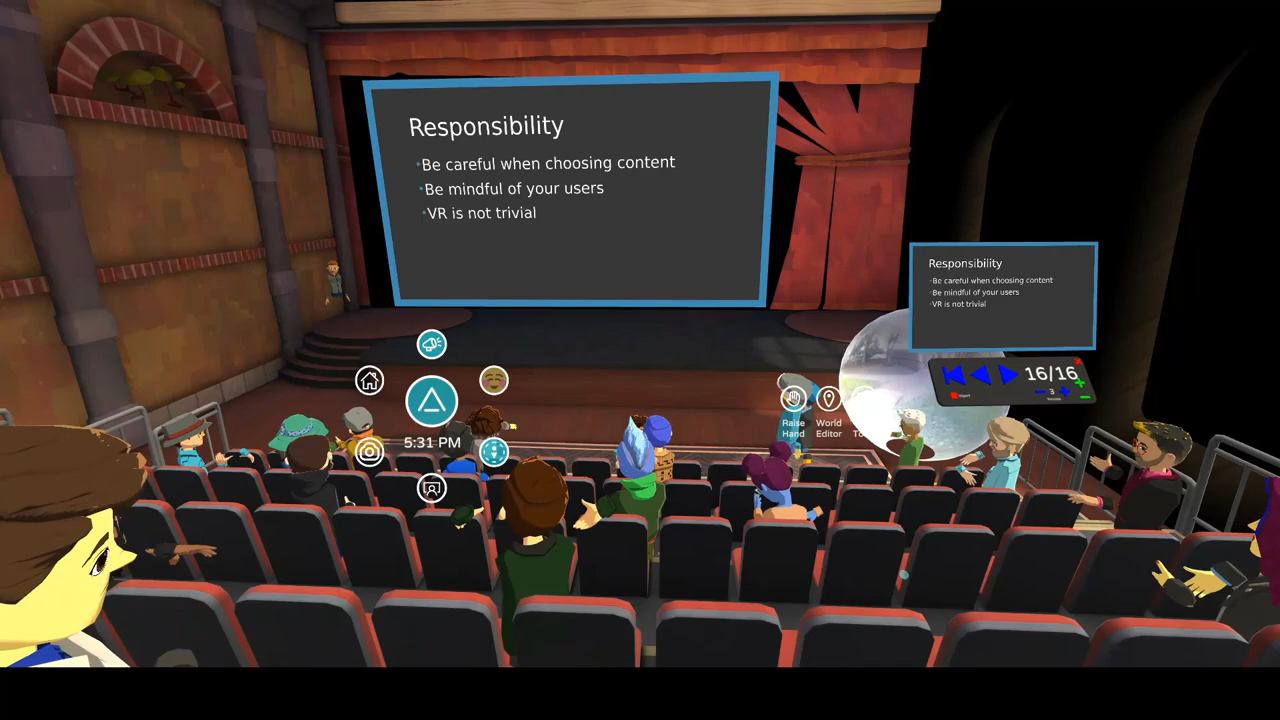 Responsibility
•Be careful when choosing content
•Be mindful of your users
•VR is not trivial
Responsibility
•Be careful when choosing content
•Be mindful of your users
•VR is not trivial
16/16
3
5:31 PM
Raise
Hand
World
Editor